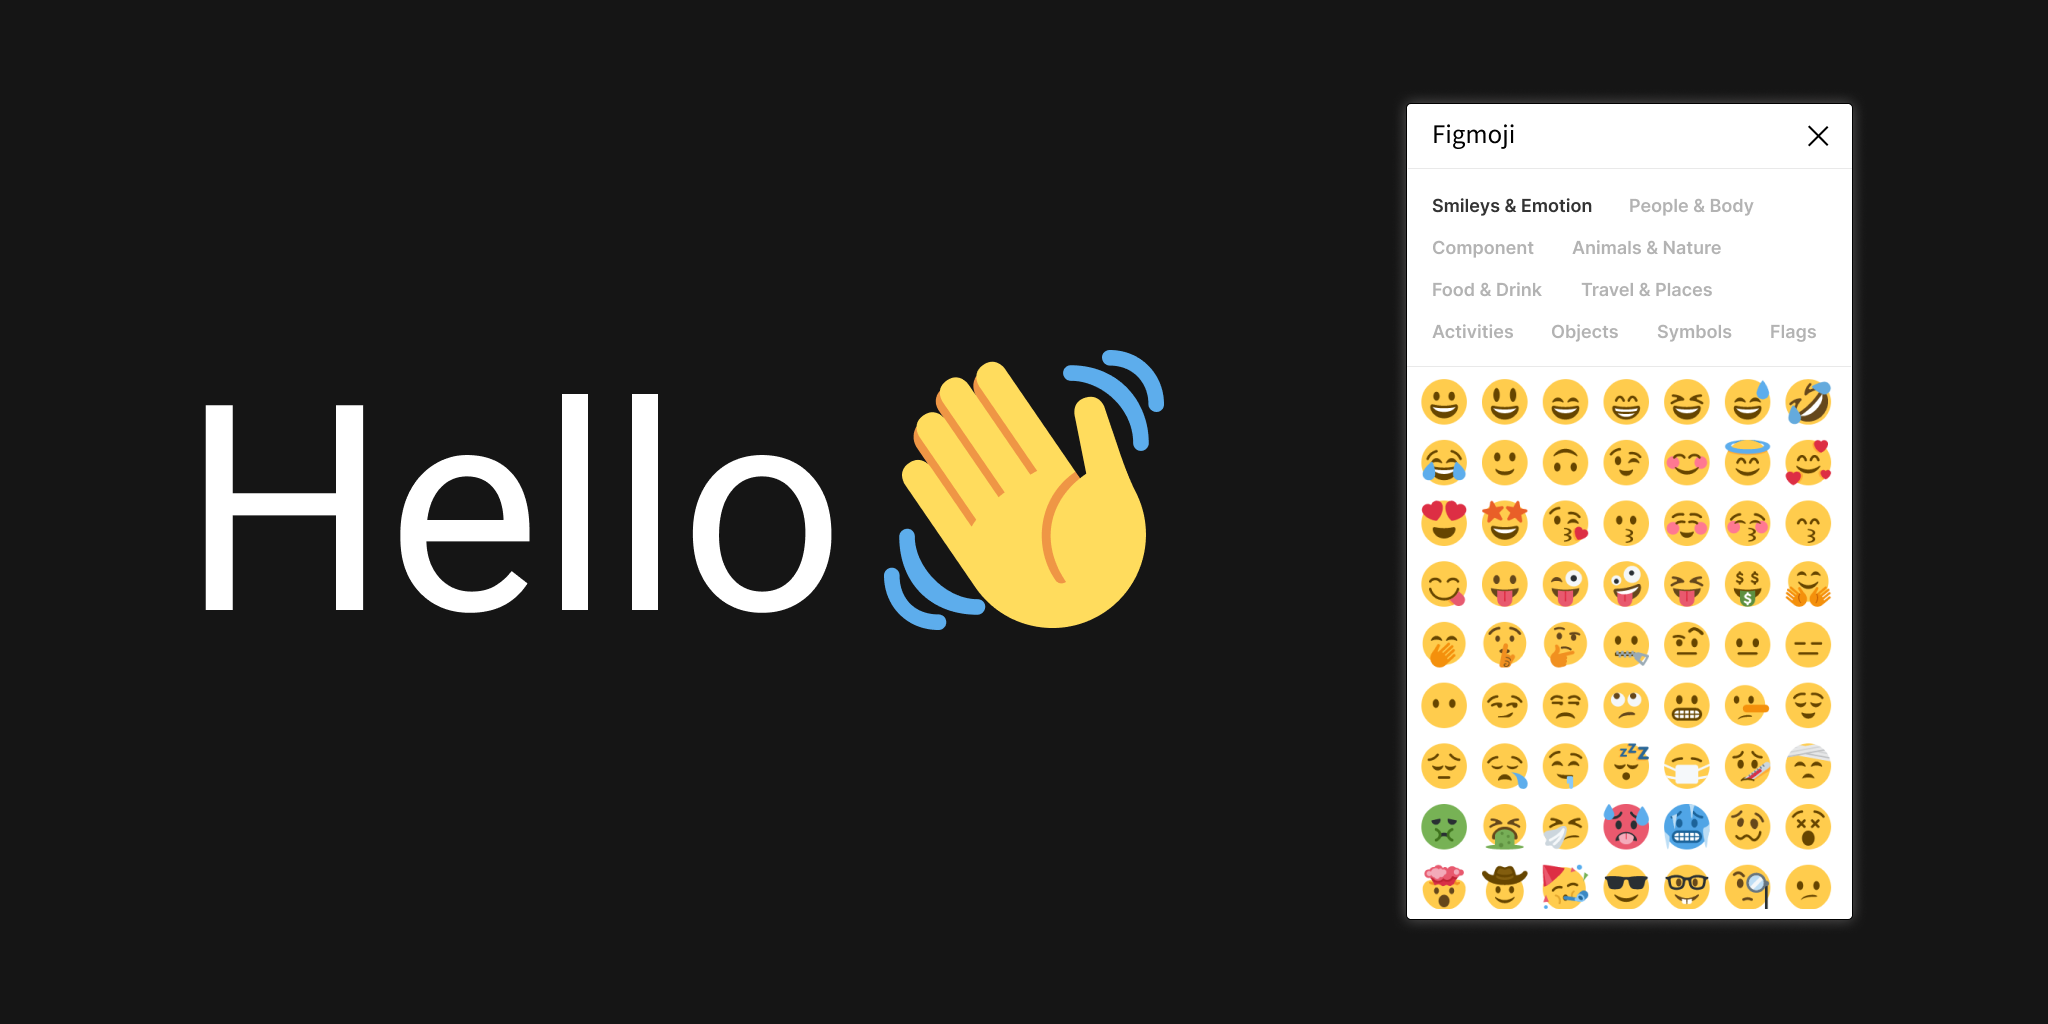 Hello 👋
Figmoji
Smileys & Emotion People & Body
Component Animals & Nature
Food & Drink Travel & Places
Activities Objects Symbols Flags